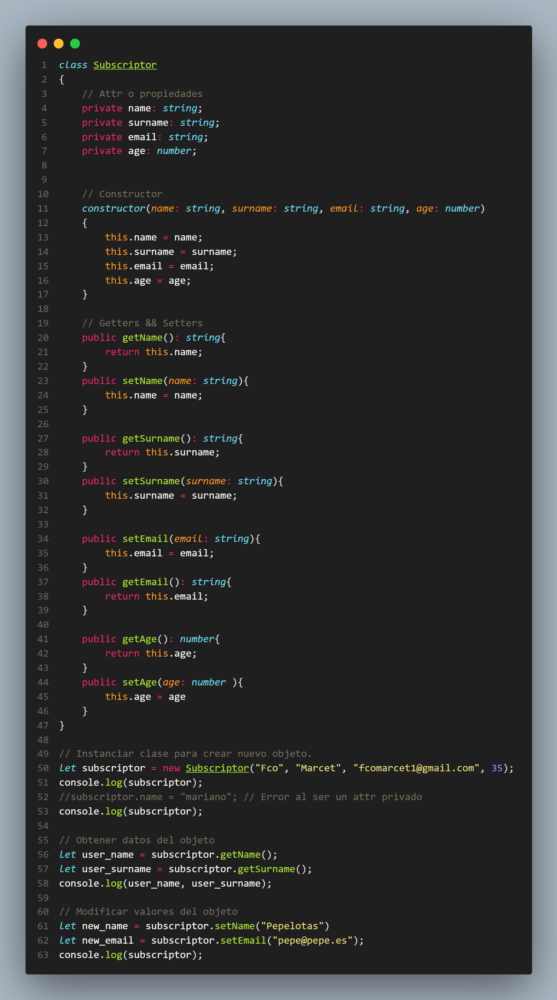 1 class Subscriptor
2 {
3     // Attr o propiedades
4     private name: string;
5     private surname: string;
6     private email: string;
7     private age: number;
8
9
10     // Constructor
11     constructor(name: string, surname: string, email: string, age: number)
12     {
13         this.name = name;
14         this.surname = surname;
15         this.email = email;
16         this.age = age;
17     }
18
19     // Getters && Setters
20     public getName(): string{
21         return this.name;
22     }
23     public setName(name: string){
24         this.name = name;
25     }
26
27     public getSurname(): string{
28         return this.surname;
29     }
30     public setSurname(surname: string){
31         this.surname = surname;
32     }
33
34     public setEmail(email: string){
35         this.email = email;
36     }
37     public getEmail(): string{
38         return this.email;
39     }
40
41     public getAge(): number{
42         return this.age;
43     }
44     public setAge(age: number ){
45         this.age = age
46     }
47 }
48
49 // Instanciar clase para crear nuevo objeto.
50 let subscriptor = new Subscriptor("Fco", "Marcet", "fcomarcet1@gmail.com", 35);
51 console.log(subscriptor);
52 //subscriptor.name = "mariano"; // Error al ser un attr privado
53 console.log(subscriptor);
54
55 // Obtener datos del objeto
56 let user_name = subscriptor.getName();
57 let user_surname = subscriptor.getSurname();
58 console.log(user_name, user_surname);
59
60 // Modificar valores del objeto
61 let new_name = subscriptor.setName("Pepelotas")
62 let new_email = subscriptor.setEmail("pepe@pepe.es");
63 console.log(subscriptor);